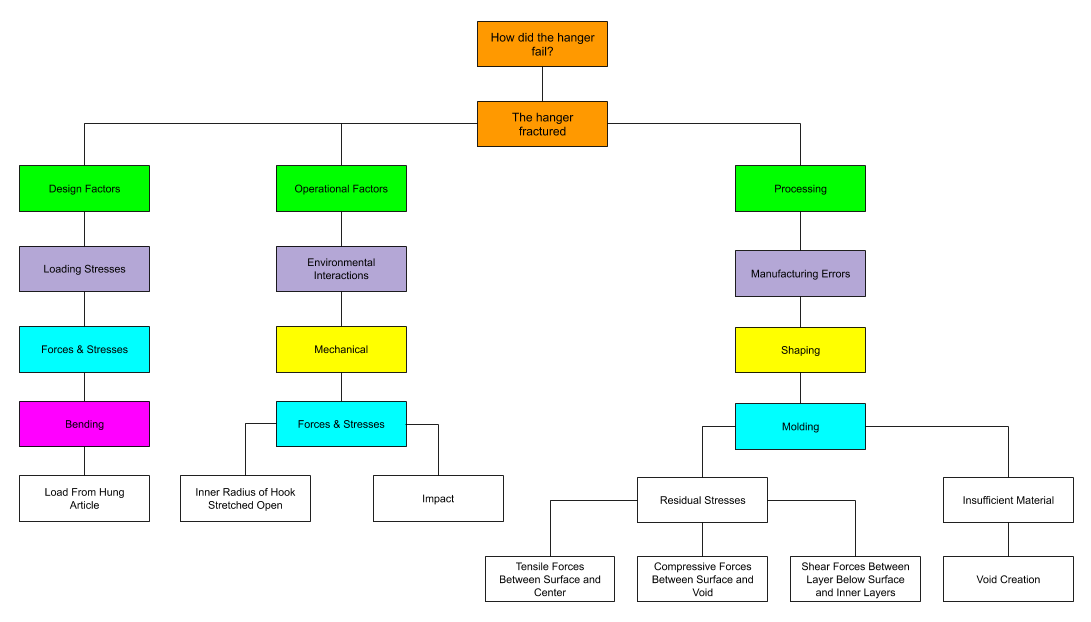 How did the hanger
fail?
The hanger
fractured
Design Factors
Operational Factors
Processing
Loading Stresses
Environmental
Interactions
Manufacturing Errors
Forces & Stresses
Mechanical
Shaping
Bending
Forces & Stresses
Molding
Load From Hung
Article
Inner Radius of Hook
Stretched Open
Impact
Residual Stresses
Insufficient Material
Tensile Forces
Between Surface and
Center
Compressive Forces
Between Surface and
Void
Shear Forces Between
Layer Below Surface
and Inner Layers
Void Creation